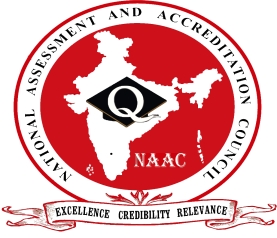 NATIONAL ASSESSMENT AND ACCREDITATION COUNCIL
Q
NAAC
EXCELLENCE CREDIBILITY RELEVANCE